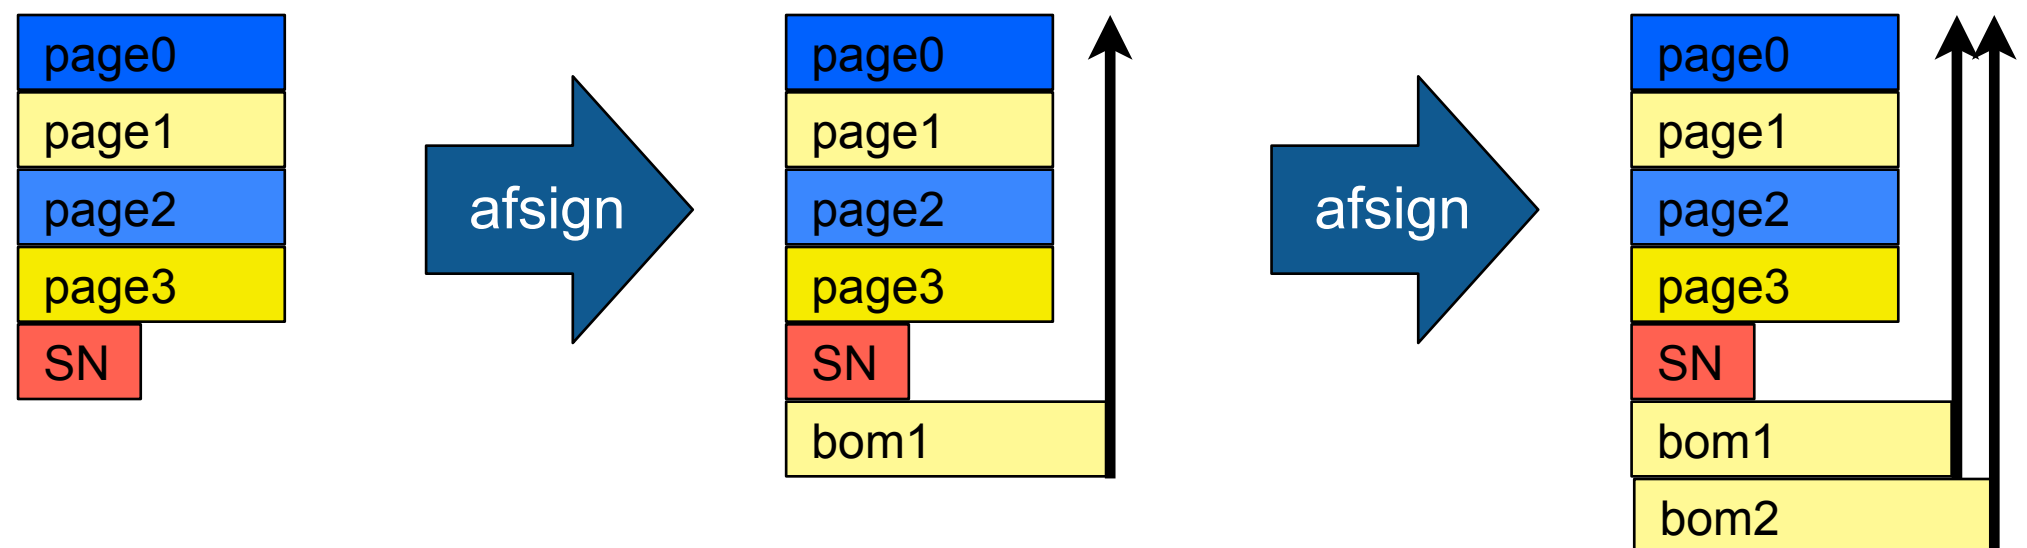 page0
page1
page2
page3
SN
afsign
page0
page1
page2
page3
SN
bom1
afsign
page0
page1
page2
page3
SN
bom1
bom2